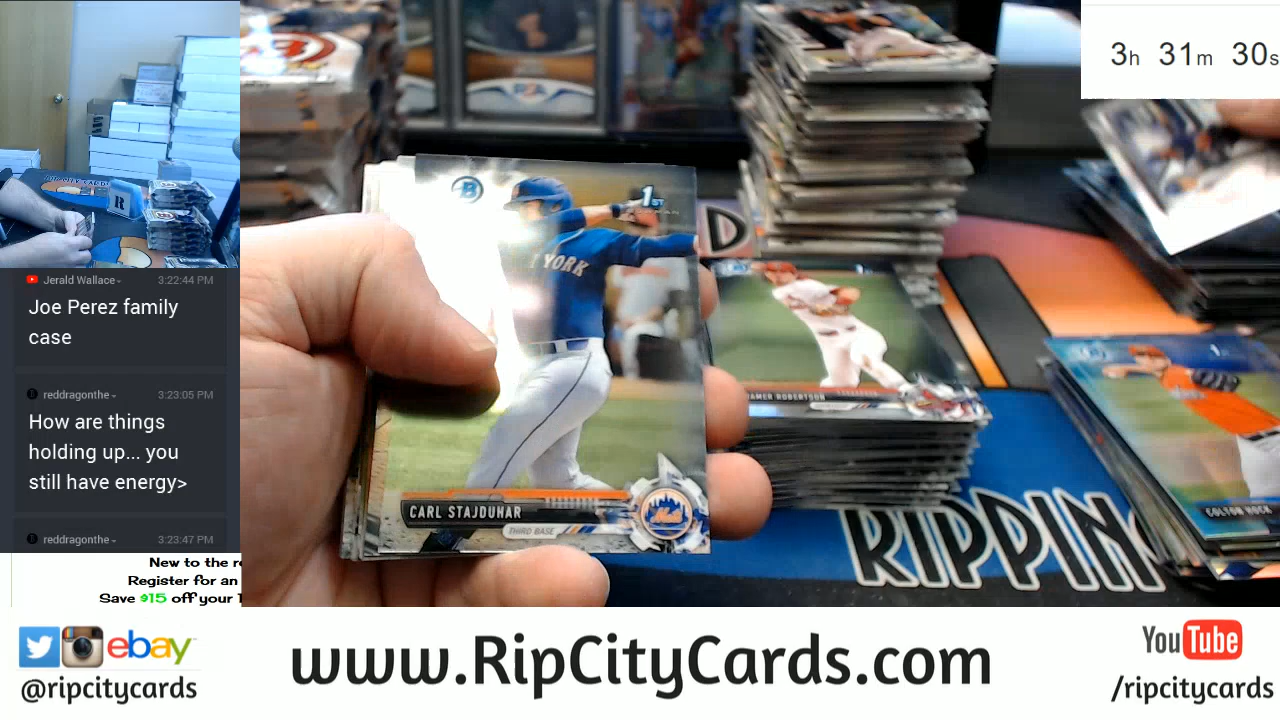 3h 31m 30s
Jerald Wallace
3:22:44 PM
Joe Perez family
case
reddragonthe
3:23:05 PM
How are things
holding up... you
still have energy>
reddragonthe
3:23:47 PM
New to the
Register for an
Save $15 off your
B
1ST
YORK
CARL STAJDUHAR
THIRD BASE
Mets
D
ROBERTSON
COLTON HOCK
R
RIPPIN
ebay
@ripcitycards
www.RipCityCards.com
YouTube
/ripcitycards